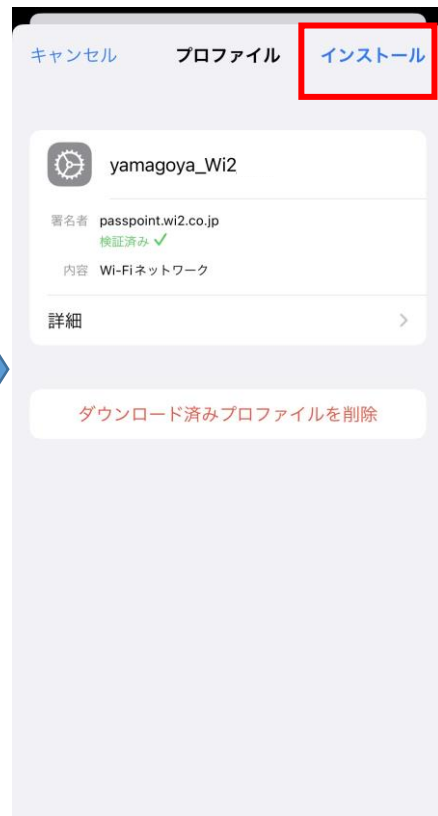 キャンセル プロファイル インストール
yamagoya_Wi2
署名者 passpoint.wi2.co.jp
検証済み ✓
内容 Wi-Fiネットワーク
詳細
ダウンロード済みプロファイルを削除